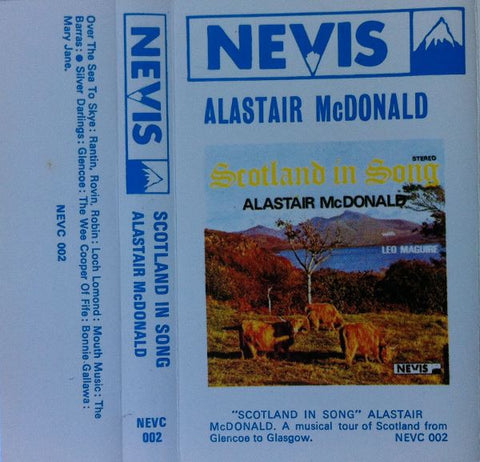 Over The Sea To Skye: Rantin, Rovin, Robin: Loch Lomond: Mouth Music: The
Barras: ● Silver Darlings: Glencoe: The Wee Cooper Of Fife: Bonnie Gallawa:
Mary Jane.
NEVC 002
NEVIS
SCOTLAND IN SONG
ALASTAIR McDONALD
NEVC
002
NEVIS
ALASTAIR McDONALD
STEREO
Scotland in Song
ALASTAIR McDONALD
LEO MAGUIRE
NEVIS
"SCOTLAND IN SONG" ALASTAIR
McDONALD. A musical tour of Scotland from
Glencoe to Glasgow. NEVC 002